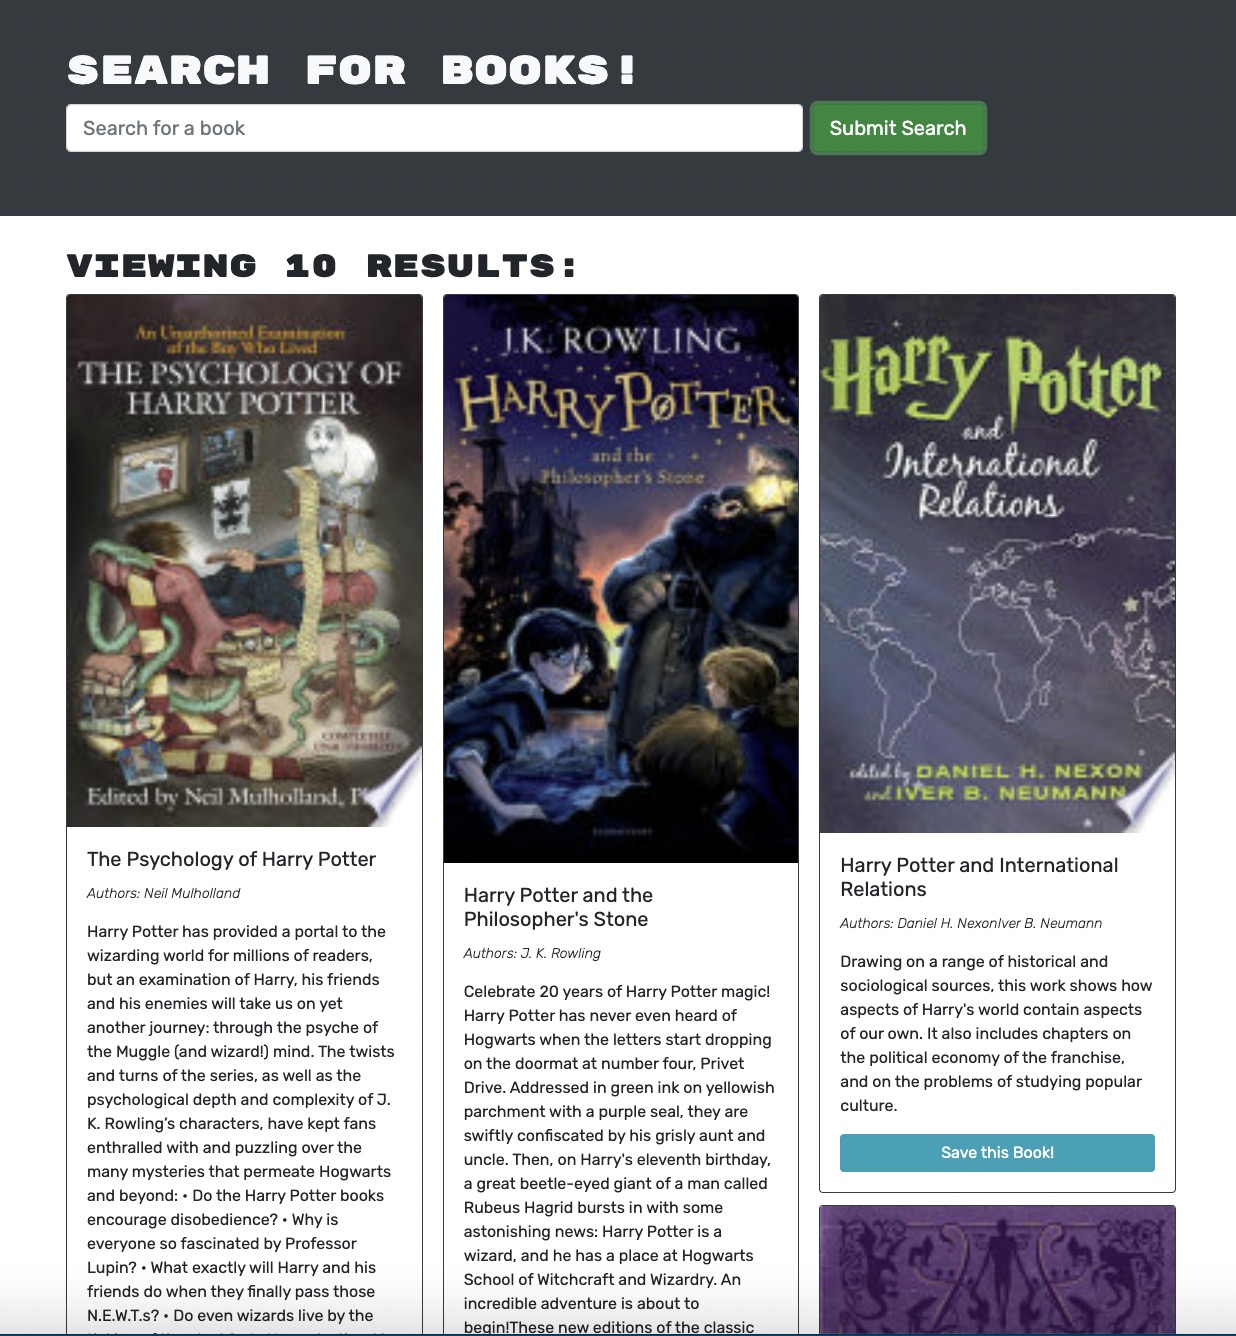 SEARCH FOR BOOKS!
Search for a book
Submit Search
VIEWING 10 RESULTS:
An Unauthorized Examination
of the Boy Who Lived
THE PSYCHOLOGY OF
HARRY POTTER
COMPLETELY
UNAUTHORIZED
Edited by Neil Mulholland, P
The Psychology of Harry Potter
Authors: Neil Mulholland
Harry Potter has provided a portal to the
wizarding world for millions of readers,
but an examination of Harry, his friends
and his enemies will take us on yet
another journey: through the psyche of
the Muggle (and wizard!) mind. The twists
and turns of the series, as well as the
psychological depth and complexity of J.
K. Rowling’s characters, have kept fans
enthralled with and puzzling over the
many mysteries that permeate Hogwarts
and beyond: • Do the Harry Potter books
encourage disobedience? • Why is
everyone so fascinated by Professor
Lupin? • What exactly will Harry and his
friends do when they finally pass those
N.E.W.T.s? • Do even wizards live by the
J.K. ROWLING
HARRY POTTER
and the
Philosopher's Stone
Harry Potter and the
Philosopher's Stone
Authors: J. K. Rowling
Celebrate 20 years of Harry Potter magic!
Harry Potter has never even heard of
Hogwarts when the letters start dropping
on the doormat at number four, Privet
Drive. Addressed in green ink on yellowish
parchment with a purple seal, they are
swiftly confiscated by his grisly aunt and
uncle. Then, on Harry's eleventh birthday,
a great beetle-eyed giant of a man called
Rubeus Hagrid bursts in with some
astonishing news: Harry Potter is a
wizard, and he has a place at Hogwarts
School of Witchcraft and Wizardry. An
incredible adventure is about to
begin!These new editions of the classic
Harry Potter
and
International
Relations
edited by DANIEL H. NEXON
and IVER B. NEUMANN
Harry Potter and International
Relations
Authors: Daniel H. NexonIver B. Neumann
Drawing on a range of historical and
sociological sources, this work shows how
aspects of Harry's world contain aspects
of our own. It also includes chapters on
the political economy of the franchise,
and on the problems of studying popular
culture.
Save this Book!